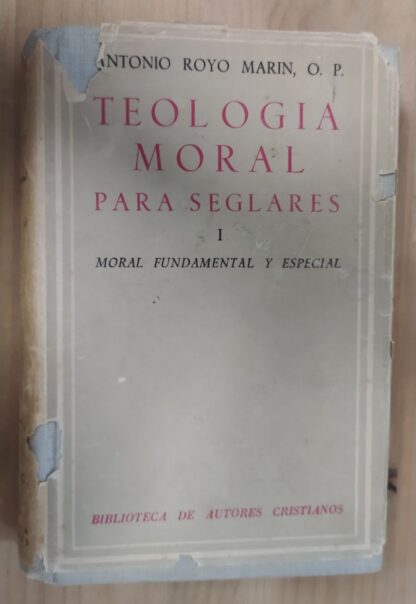 ANTONIO ROYO MARIN, O. P.
TEOLOGIA
MORAL
PARA SEGLARES
I
MORAL FUNDAMENTAL Y ESPECIAL
BIBLIOTECA DE AUTORES CRISTIANOS